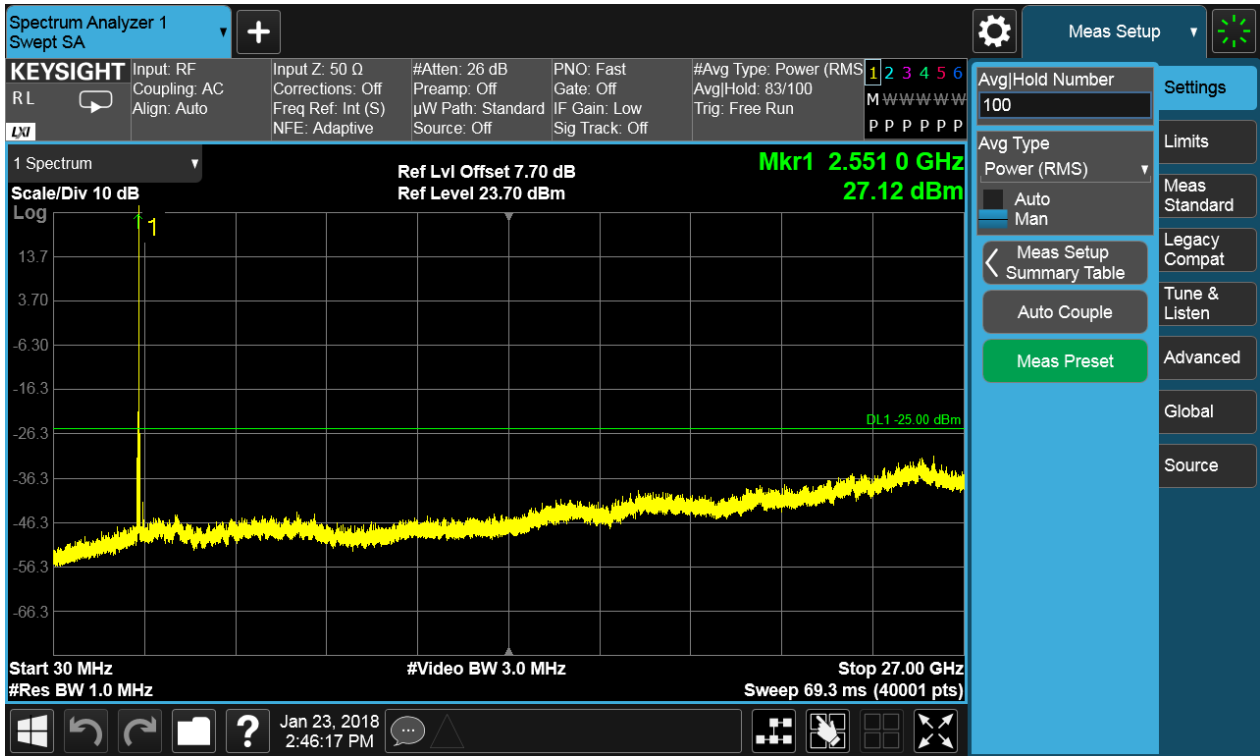 Spectrum Analyzer 1
Swept SA
+
Meas Setup
KEYSIGHT
R L
LXI
Input: RF
Coupling: AC
Align: Auto
Input Z: 50 Ω
Corrections: Off
Freq Ref: Int (S)
NFE: Adaptive
#Atten: 26 dB
Preamp: Off
µW Path: Standard
Source: Off
PNO: Fast
Gate: Off
IF Gain: Low
Sig Track: Off
#Avg Type: Power (RMS
Avg|Hold: 83/100
Trig: Free Run
1 2 3 4 5 6
M W W W W W
P P P P P P
1 Spectrum
Scale/Div 10 dB
Log
Ref Lvl Offset 7.70 dB
Ref Level 23.70 dBm
Mkr1 2.551 0 GHz
27.12 dBm
1
13.7
3.70
-6.30
-16.3
-26.3
-36.3
-46.3
-56.3
-66.3
DL1 -25.00 dBm
Start 30 MHz
#Res BW 1.0 MHz
#Video BW 3.0 MHz
Stop 27.00 GHz
Sweep 69.3 ms (40001 pts)
Avg|Hold Number
100
Avg Type
Power (RMS)
Auto
Man
Meas Setup
Summary Table
Auto Couple
Meas Preset
Settings
Limits
Meas
Standard
Legacy
Compat
Tune &
Listen
Advanced
Global
Source
?
Jan 23, 2018
2:46:17 PM